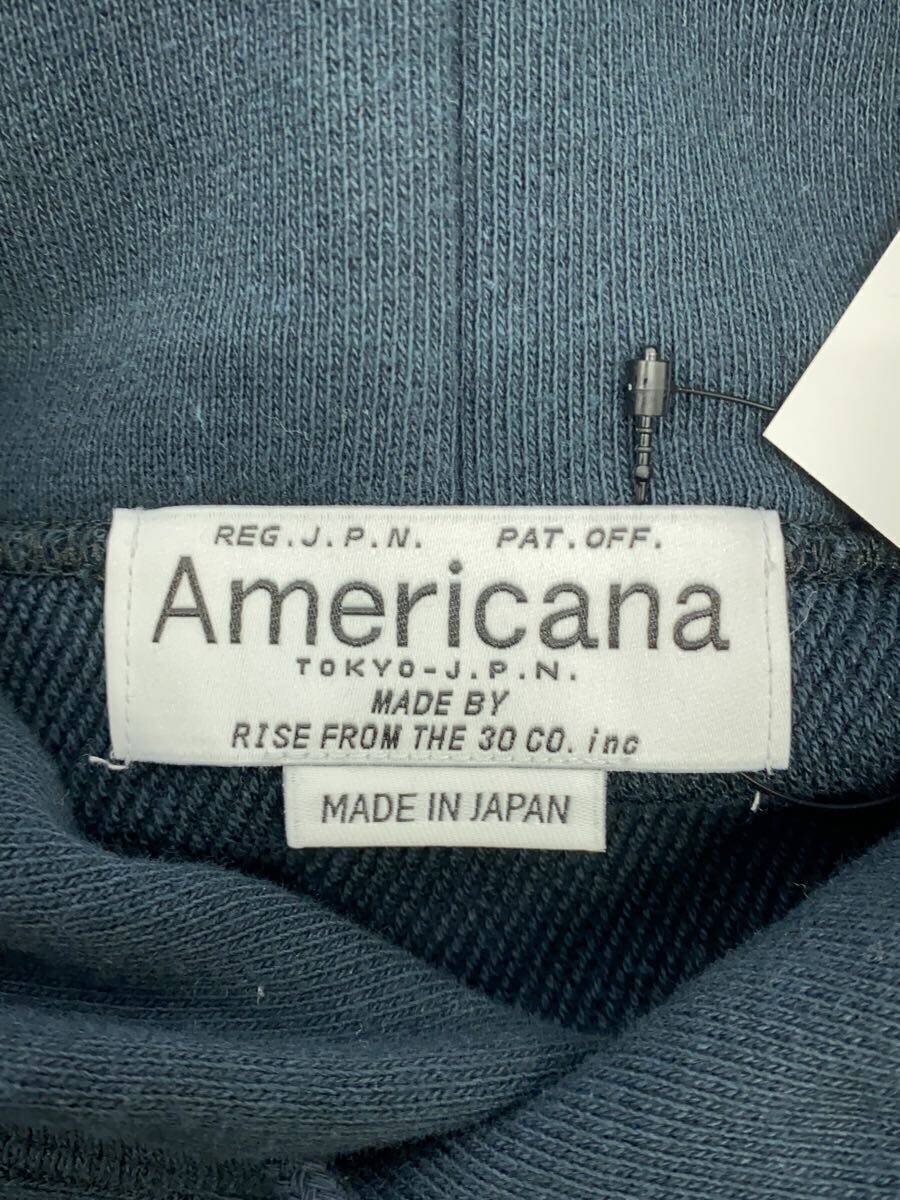 REG.J.P.N. PAT.OFF.
Americana
TOKYO-J.P.N.
MADE BY
RISE FROM THE 30 CO. inc
MADE IN JAPAN